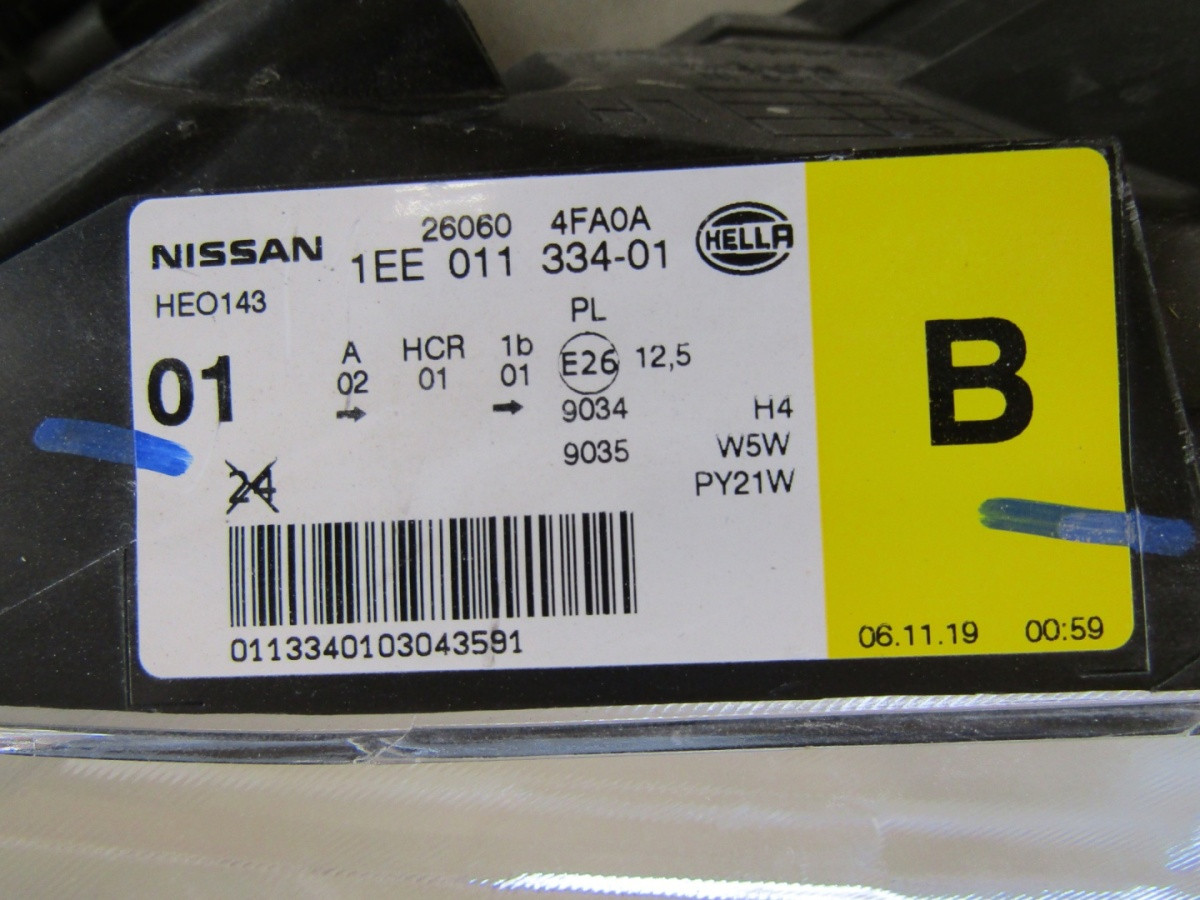 NISSAN 26060 4FA0A HELLA
1EE 011 334-01
HEO143 PL
01 A HCR 1b E26 12,5
02 01 01
→ → 9034 H4
9035 W5W
24 PY21W
B
0113340103043591
06.11.19 00:59